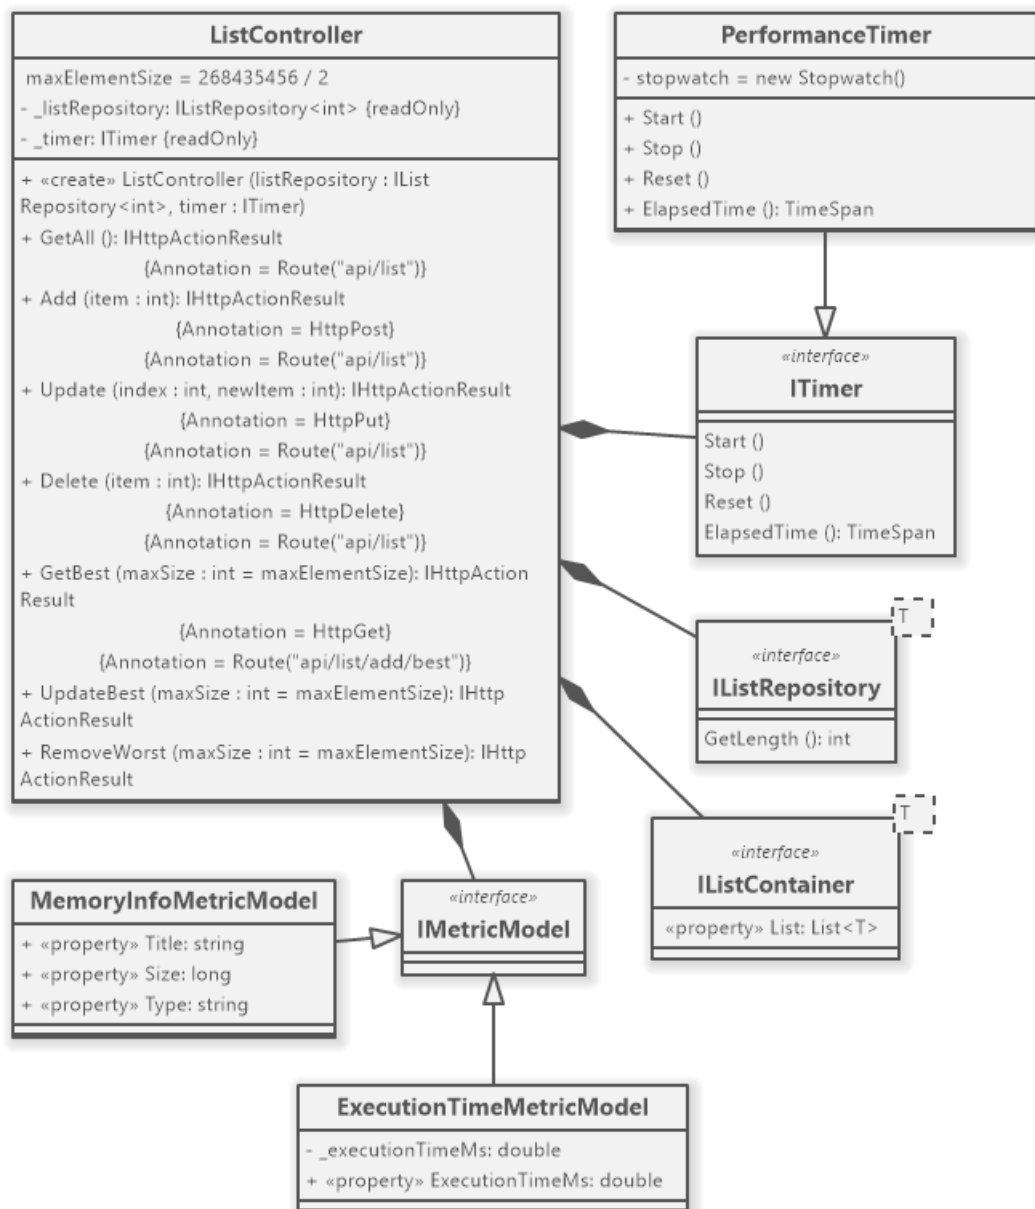 ListController
maxElementSize = 268435456 / 2
- _listRepository: IListRepository<int> {readOnly}
- _timer: ITimer {readOnly}
+ «create» ListController (listRepository : IList
Repository<int>, timer : ITimer)
+ GetAll (): IHttpActionResult
{Annotation = Route("api/list")}
+ Add (item : int): IHttpActionResult
{Annotation = HttpPost}
{Annotation = Route("api/list")}
+ Update (index : int, newItem : int): IHttpActionResult
{Annotation = HttpPut}
{Annotation = Route("api/list")}
+ Delete (item : int): IHttpActionResult
{Annotation = HttpDelete}
{Annotation = Route("api/list")}
+ GetBest (maxSize : int = maxElementSize): IHttpAction
Result
{Annotation = HttpGet}
{Annotation = Route("api/list/add/best")}
+ UpdateBest (maxSize : int = maxElementSize): IHttp
ActionResult
+ RemoveWorst (maxSize : int = maxElementSize): IHttp
ActionResult
PerformanceTimer
- stopwatch = new Stopwatch()
+ Start ()
+ Stop ()
+ Reset ()
+ ElapsedTime (): TimeSpan
«interface»
ITimer
Start ()
Stop ()
Reset ()
ElapsedTime (): TimeSpan
T
«interface»
IListRepository
GetLength (): int
T
«interface»
IListContainer
«property» List: List<T>
MemoryInfoMetricModel
+ «property» Title: string
+ «property» Size: long
+ «property» Type: string
«interface»
IMetricModel
ExecutionTimeMetricModel
- _executionTimeMs: double
+ «property» ExecutionTimeMs: double